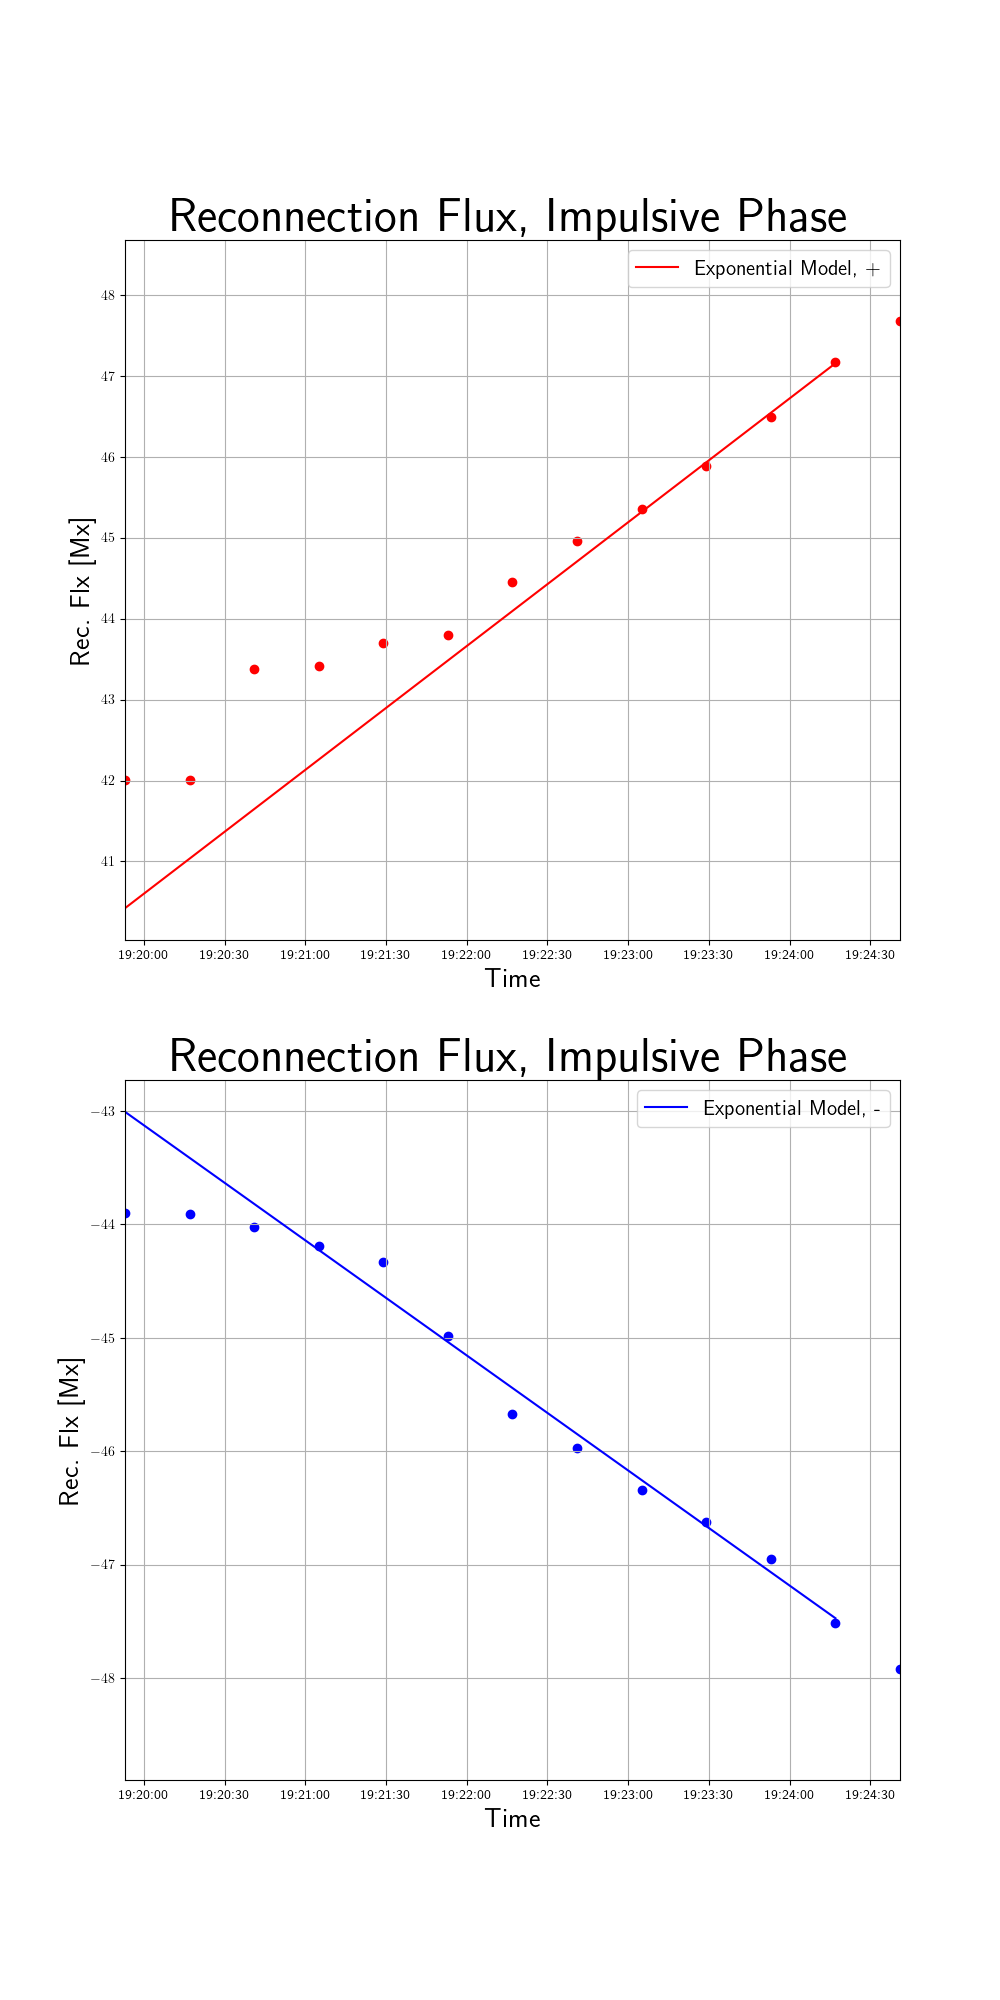 Reconnection Flux, Impulsive Phase
Exponential Model, +
48
47
46
45
44
43
42
41
Rec. Flx [Mx]
19:20:00 19:20:30 19:21:00 19:21:30 19:22:00 19:22:30 19:23:00 19:23:30 19:24:00 19:24:30
Time
Reconnection Flux, Impulsive Phase
Exponential Model, -
−43
−44
−45
−46
−47
−48
Rec. Flx [Mx]
19:20:00 19:20:30 19:21:00 19:21:30 19:22:00 19:22:30 19:23:00 19:23:30 19:24:00 19:24:30
Time